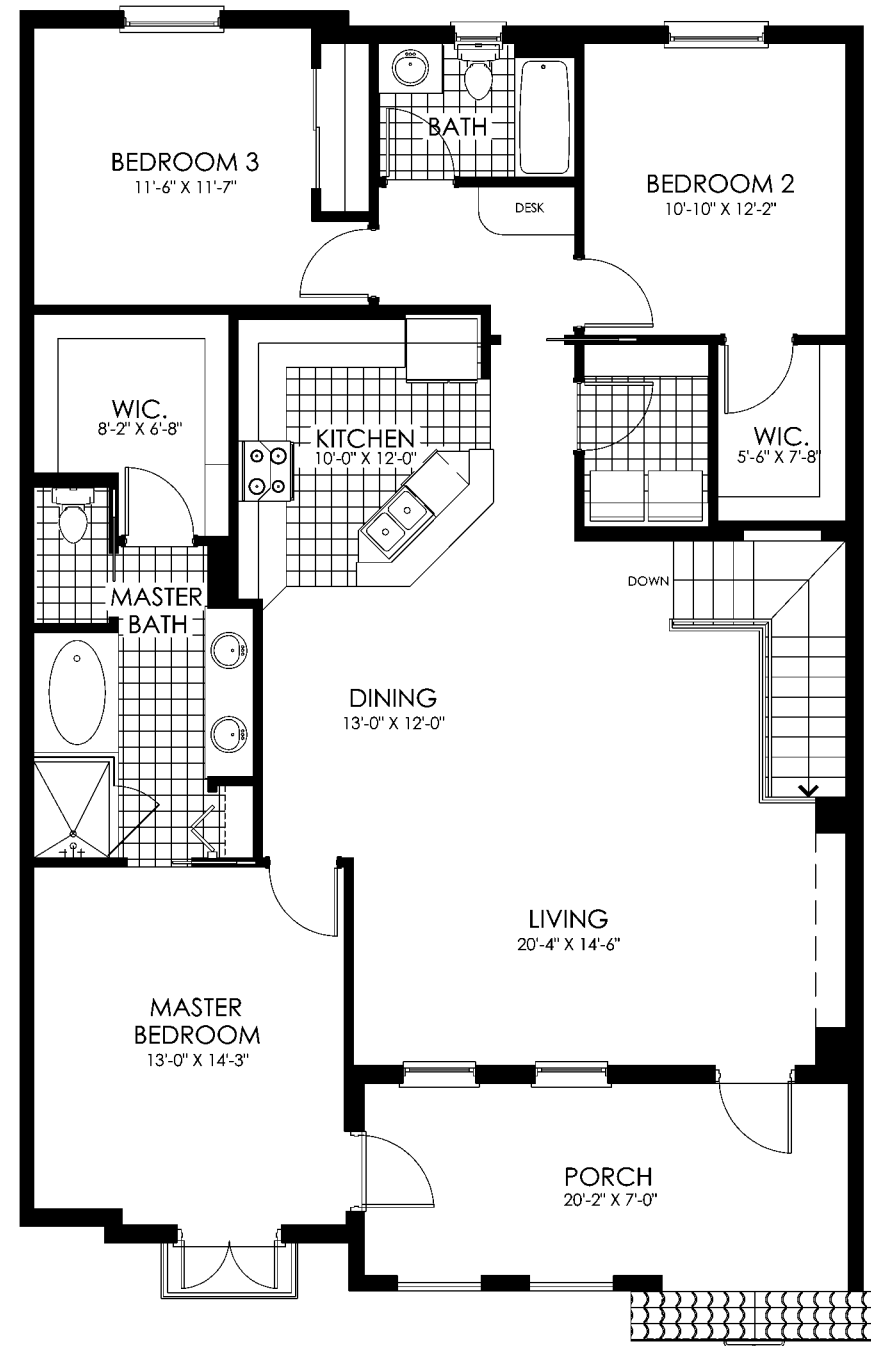 BATH
BEDROOM 3
11'-6" X 11'-7"
BEDROOM 2
10'-10" X 12'-2"
DESK
WIC.
8'-2" X 6'-8"
KITCHEN
10'-0" X 12'-0"
WIC.
5'-6" X 7'-8"
DOWN
MASTER
BATH
DINING
13'-0" X 12'-0"
LIVING
20'-4" X 14'-6"
MASTER
BEDROOM
13'-0" X 14'-3"
PORCH
20'-2" X 7'-0"